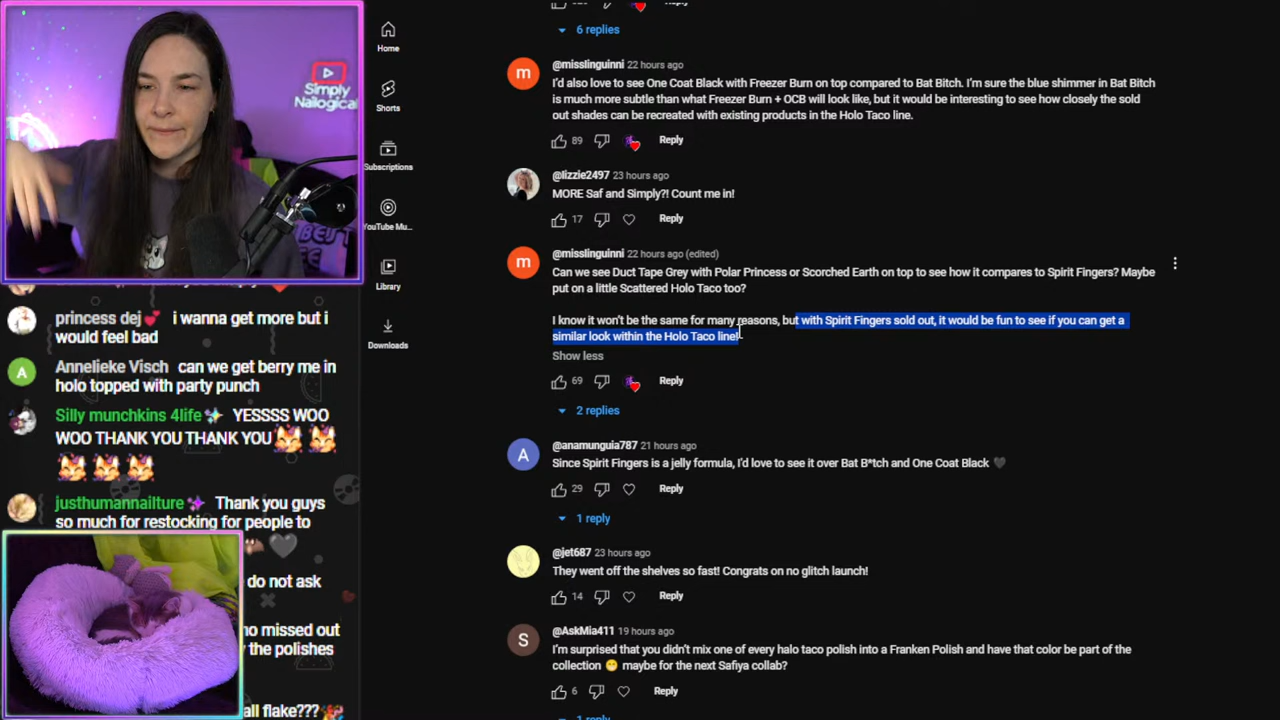 Simply
Nailogical
princess dej💕 i wanna get more but i
would feel bad
Annelieke Visch can we get berry me in
holo topped with party punch
Silly munchkins 4life✨ YESSSS WOO
WOO THANK YOU THANK YOU
justhumannailture✨ Thank you guys
so much for restocking for people to
do not ask
missed out
the polishes
all flake???🎉
Home
Shorts
Subscriptions
YouTube Mu...
Library
Downloads
Reply
6 replies
@misslinguinni 22 hours ago
I'd also love to see One Coat Black with Freezer Burn on top compared to Bat Bitch. I'm sure the blue shimmer in Bat Bitch
is much more subtle than what Freezer Burn + OCB will look like, but it would be interesting to see how closely the sold
out shades can be recreated with existing products in the Holo Taco line.
89 Reply
@lizzie2497 23 hours ago
MORE Saf and Simply?! Count me in!
17 Reply
@misslinguinni 22 hours ago (edited)
Can we see Duct Tape Grey with Polar Princess or Scorched Earth on top to see how it compares to Spirit Fingers? Maybe
put on a little Scattered Holo Taco too?
I know it won't be the same for many reasons, but with Spirit Fingers sold out, it would be fun to see if you can get a
similar look within the Holo Taco line!
Show less
69 Reply
2 replies
@anamunguia787 21 hours ago
Since Spirit Fingers is a jelly formula, I'd love to see it over Bat B*tch and One Coat Black 🖤
29 Reply
1 reply
@jet687 23 hours ago
They went off the shelves so fast! Congrats on no glitch launch!
14 Reply
@AskMia411 19 hours ago
I'm surprised that you didn't mix one of every halo taco polish into a Franken Polish and have that color be part of the
collection 😁 maybe for the next Safiya collab?
6 Reply
1 reply